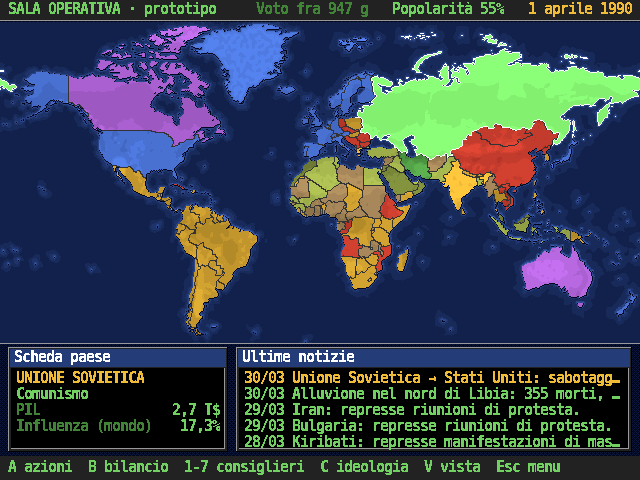 SALA OPERATIVA · prototipo Voto fra 947 g Popolarità 55% 1 aprile 1990
Scheda paese
UNIONE SOVIETICA
Comunismo
PIL 2,7 T$
Influenza (mondo) 17,3%
Ultime notizie
30/03 Unione Sovietica → Stati Uniti: sabotagg…
30/03 Alluvione nel nord di Libia: 355 morti, …
29/03 Iran: represse riunioni di protesta.
29/03 Bulgaria: represse riunioni di protesta.
28/03 Kiribati: represse manifestazioni di mas…
A azioni B bilancio 1-7 consiglieri C ideologia V vista Esc menu